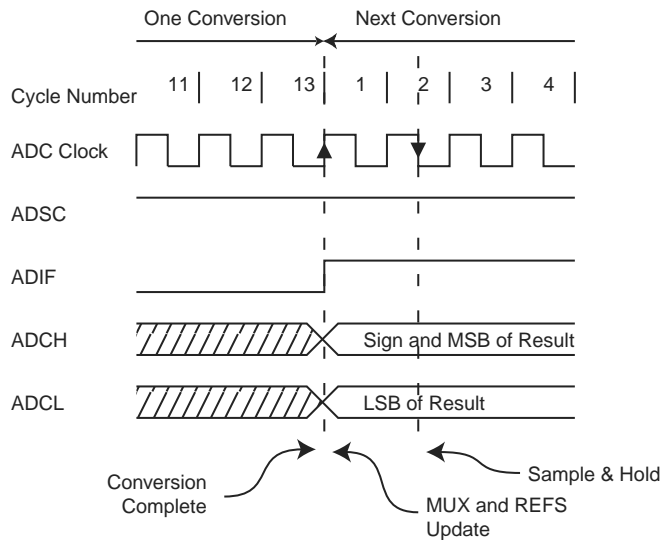 One Conversion
Next Conversion
Cycle Number
11
12
13
1
2
3
4
ADC Clock
ADSC
ADIF
ADCH
Sign and MSB of Result
ADCL
LSB of Result
Conversion
Complete
MUX and REFS
Update
Sample & Hold